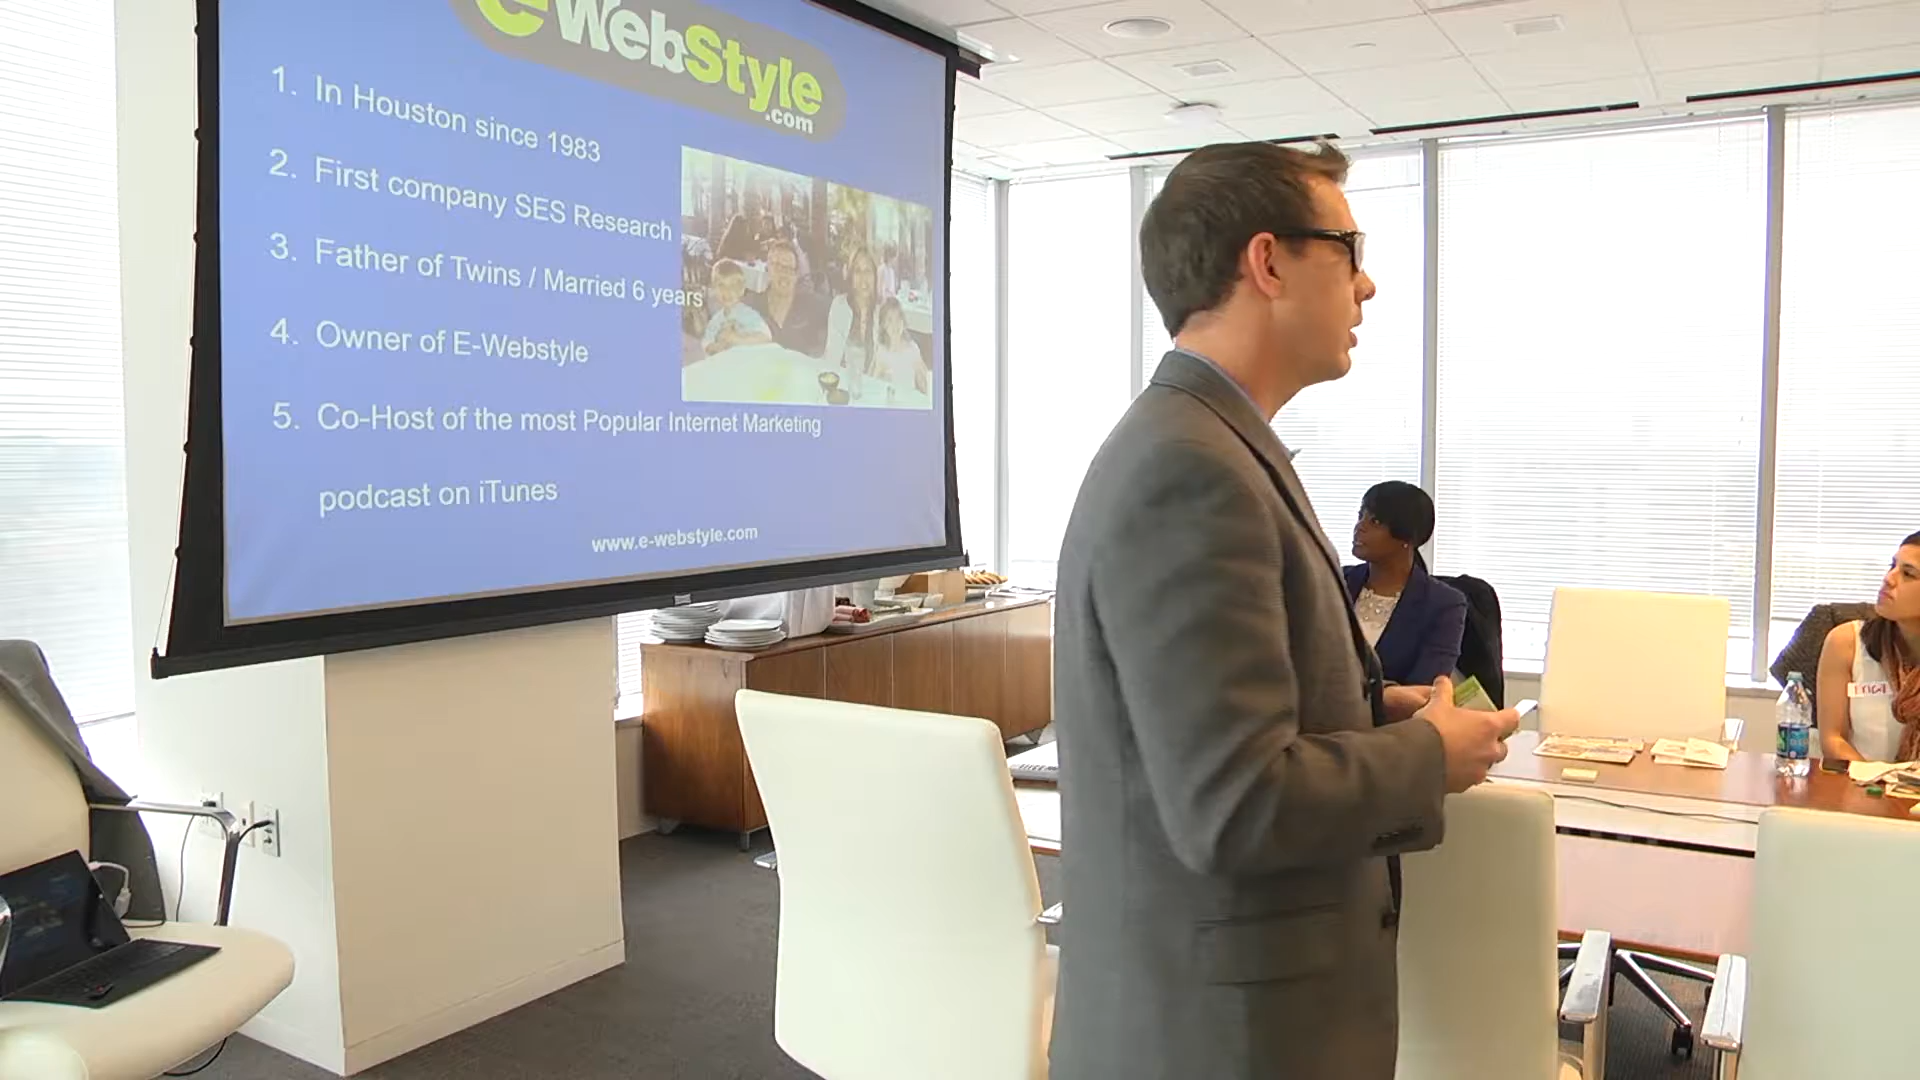 eWebStyle
.com
1. In Houston since 1983
2. First company SES Research
3. Father of Twins / Married 6 years
4. Owner of E-Webstyle
5. Co-Host of the most Popular Internet Marketing
podcast on iTunes
www.e-webstyle.com